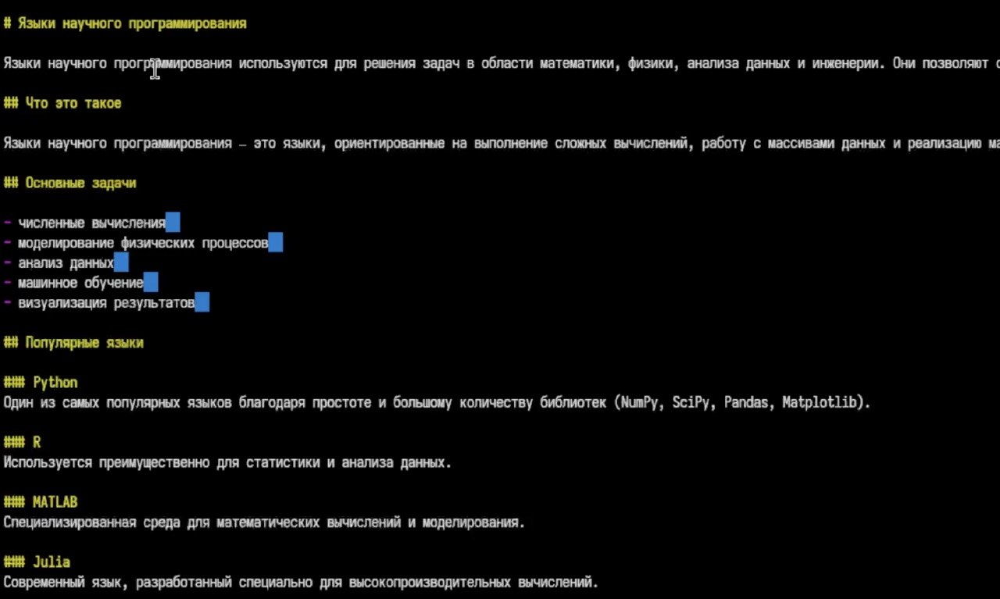 # Языки научного программирования
Языки научного программирования используются для решения задач в области математики, физики, анализа данных и инженерии. Они позволяют
## Что это такое
Языки научного программирования — это языки, ориентированные на выполнение сложных вычислений, работу с массивами данных и реализацию
## Основные задачи
- численные вычисления
- моделирование физических процессов
- анализ данных
- машинное обучение
- визуализация результатов
## Популярные языки
### Python
Один из самых популярных языков благодаря простоте и большому количеству библиотек (NumPy, SciPy, Pandas, Matplotlib).
### R
Используется преимущественно для статистики и анализа данных.
### MATLAB
Специализированная среда для математических вычислений и моделирования.
### Julia
Современный язык, разработанный специально для высокопроизводительных вычислений.